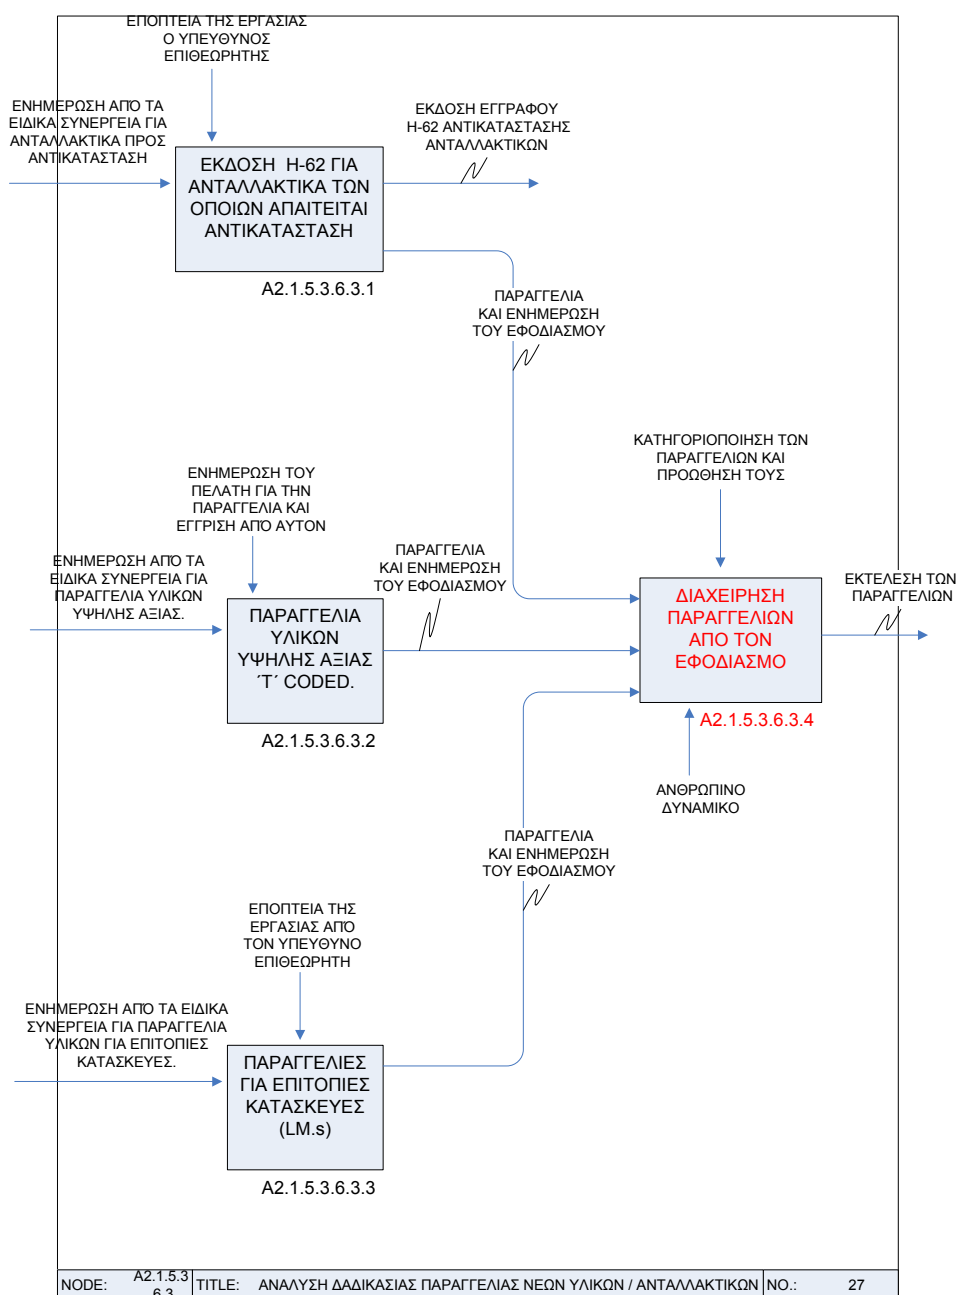 ΕΠΟΠΤΕΙΑ ΤΗΣ ΕΡΓΑΣΙΑΣ
Ο ΥΠΕΥΘΥΝΟΣ
ΕΠΙΘΕΩΡΗΤΗΣ
ΕΝΗΜΕΡΩΣΗ ΑΠΌ ΤΑ
ΕΙΔΙΚΑ ΣΥΝΕΡΓΕΙΑ ΓΙΑ
ΑΝΤΑΛΛΑΚΤΙΚΑ ΠΡΟΣ
ΑΝΤΙΚΑΤΑΣΤΑΣΗ
ΕΚΔΟΣΗ ΕΓΓΡΑΦΟΥ
Η-62 ΑΝΤΙΚΑΤΑΣΤΑΣΗΣ
ΑΝΤΑΛΛΑΚΤΙΚΩΝ
ΕΚΔΟΣΗ Η-62 ΓΙΑ
ΑΝΤΑΛΛΑΚΤΙΚΑ ΤΩΝ
ΟΠΟΙΩΝ ΑΠΑΙΤΕΙΤΑΙ
ΑΝΤΙΚΑΤΑΣΤΑΣΗ
A2.1.5.3.6.3.1
ΠΑΡΑΓΓΕΛΙΑ
ΚΑΙ ΕΝΗΜΕΡΩΣΗ
ΤΟΥ ΕΦΟΔΙΑΣΜΟΥ
ΚΑΤΗΓΟΡΙΟΠΟΙΗΣΗ ΤΩΝ
ΠΑΡΑΓΓΕΛΙΩΝ ΚΑΙ
ΠΡΟΩΘΗΣΗ ΤΟΥΣ
ΕΝΗΜΕΡΩΣΗ ΤΟΥ
ΠΕΛΑΤΗ ΓΙΑ ΤΗΝ
ΠΑΡΑΓΓΕΛΙΑ ΚΑΙ
ΕΓΓΡΙΣΗ ΑΠΌ ΑΥΤΟΝ
ΕΝΗΜΕΡΩΣΗ ΑΠΌ ΤΑ
ΕΙΔΙΚΑ ΣΥΝΕΡΓΕΙΑ ΓΙΑ
ΠΑΡΑΓΓΕΛΙΑ ΥΛΙΚΩΝ
ΥΨΗΛΗΣ ΑΞΙΑΣ.
ΠΑΡΑΓΓΕΛΙΑ
ΚΑΙ ΕΝΗΜΕΡΩΣΗ
ΤΟΥ ΕΦΟΔΙΑΣΜΟΥ
ΠΑΡΑΓΓΕΛΙΑ
ΥΛΙΚΩΝ
ΥΨΗΛΗΣ ΑΞΙΑΣ
΄Τ΄ CODED.
A2.1.5.3.6.3.2
ΔΙΑΧΕΙΡΗΣΗ
ΠΑΡΑΓΓΕΛΙΩΝ
ΑΠΟ ΤΟΝ
ΕΦΟΔΙΑΣΜΟ
A2.1.5.3.6.3.4
ΕΚΤΕΛΕΣΗ ΤΩΝ
ΠΑΡΑΓΓΕΛΙΩΝ
ΑΝΘΡΩΠΙΝΟ
ΔΥΝΑΜΙΚΟ
ΠΑΡΑΓΓΕΛΙΑ
ΚΑΙ ΕΝΗΜΕΡΩΣΗ
ΤΟΥ ΕΦΟΔΙΑΣΜΟΥ
ΕΠΟΠΤΕΙΑ ΤΗΣ
ΕΡΓΑΣΙΑΣ ΑΠΌ
ΤΟΝ ΥΠΕΥΘΥΝΟ
ΕΠΙΘΕΩΡΗΤΗ
ΕΝΗΜΕΡΩΣΗ ΑΠΌ ΤΑ ΕΙΔΙΚΑ
ΣΥΝΕΡΓΕΙΑ ΓΙΑ ΠΑΡΑΓΓΕΛΙΑ
ΥΛΙΚΩΝ ΓΙΑ ΕΠΙΤΟΠΙΕΣ
ΚΑΤΑΣΚΕΥΕΣ.
ΠΑΡΑΓΓΕΛΙΕΣ
ΓΙΑ ΕΠΙΤΟΠΙΕΣ
ΚΑΤΑΣΚΕΥΕΣ
(LM.s)
A2.1.5.3.6.3.3
NODE: A2.1.5.3 6.3 TITLE: ΑΝΑΛΥΣΗ ΔΑΔΙΚΑΣΙΑΣ ΠΑΡΑΓΓΕΛΙΑΣ ΝΕΩΝ ΥΛΙΚΩΝ / ΑΝΤΑΛΛΑΚΤΙΚΩΝ NO.: 27